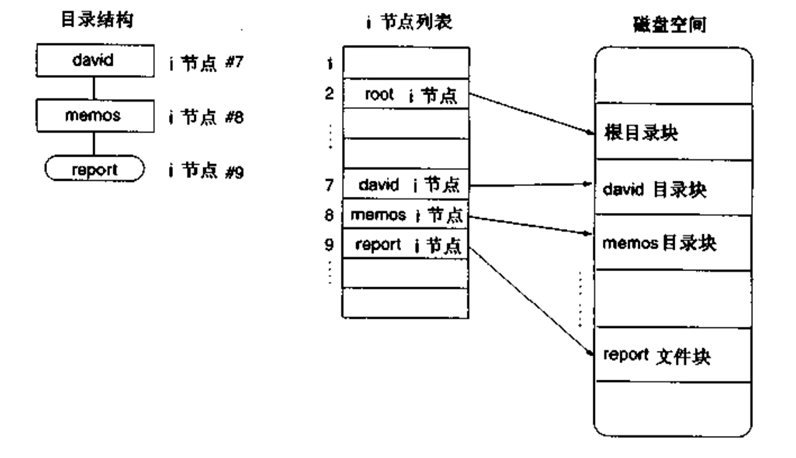 目录结构
david i 节点 #7
memos i 节点 #8
report i 节点 #9
i 节点列表
1
2 root i 节点
7 david i 节点
8 memos i 节点
9 report i 节点
磁盘空间
根目录块
david 目录块
memos 目录块
report 文件块